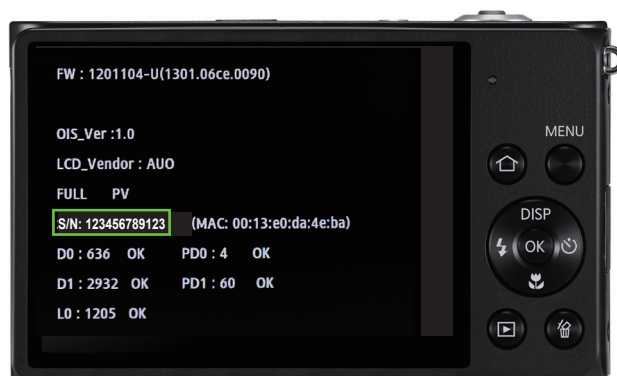 FW : 1201104-U(1301.06ce.0090)
OIS_Ver :1.0
LCD_Vendor : AUO
FULL PV
S/N: 123456789123 (MAC: 00:13:e0:da:4e:ba)
D0 : 636 OK PD0 : 4 OK
D1 : 2932 OK PD1 : 60 OK
L0 : 1205 OK
MENU
DISP
OK